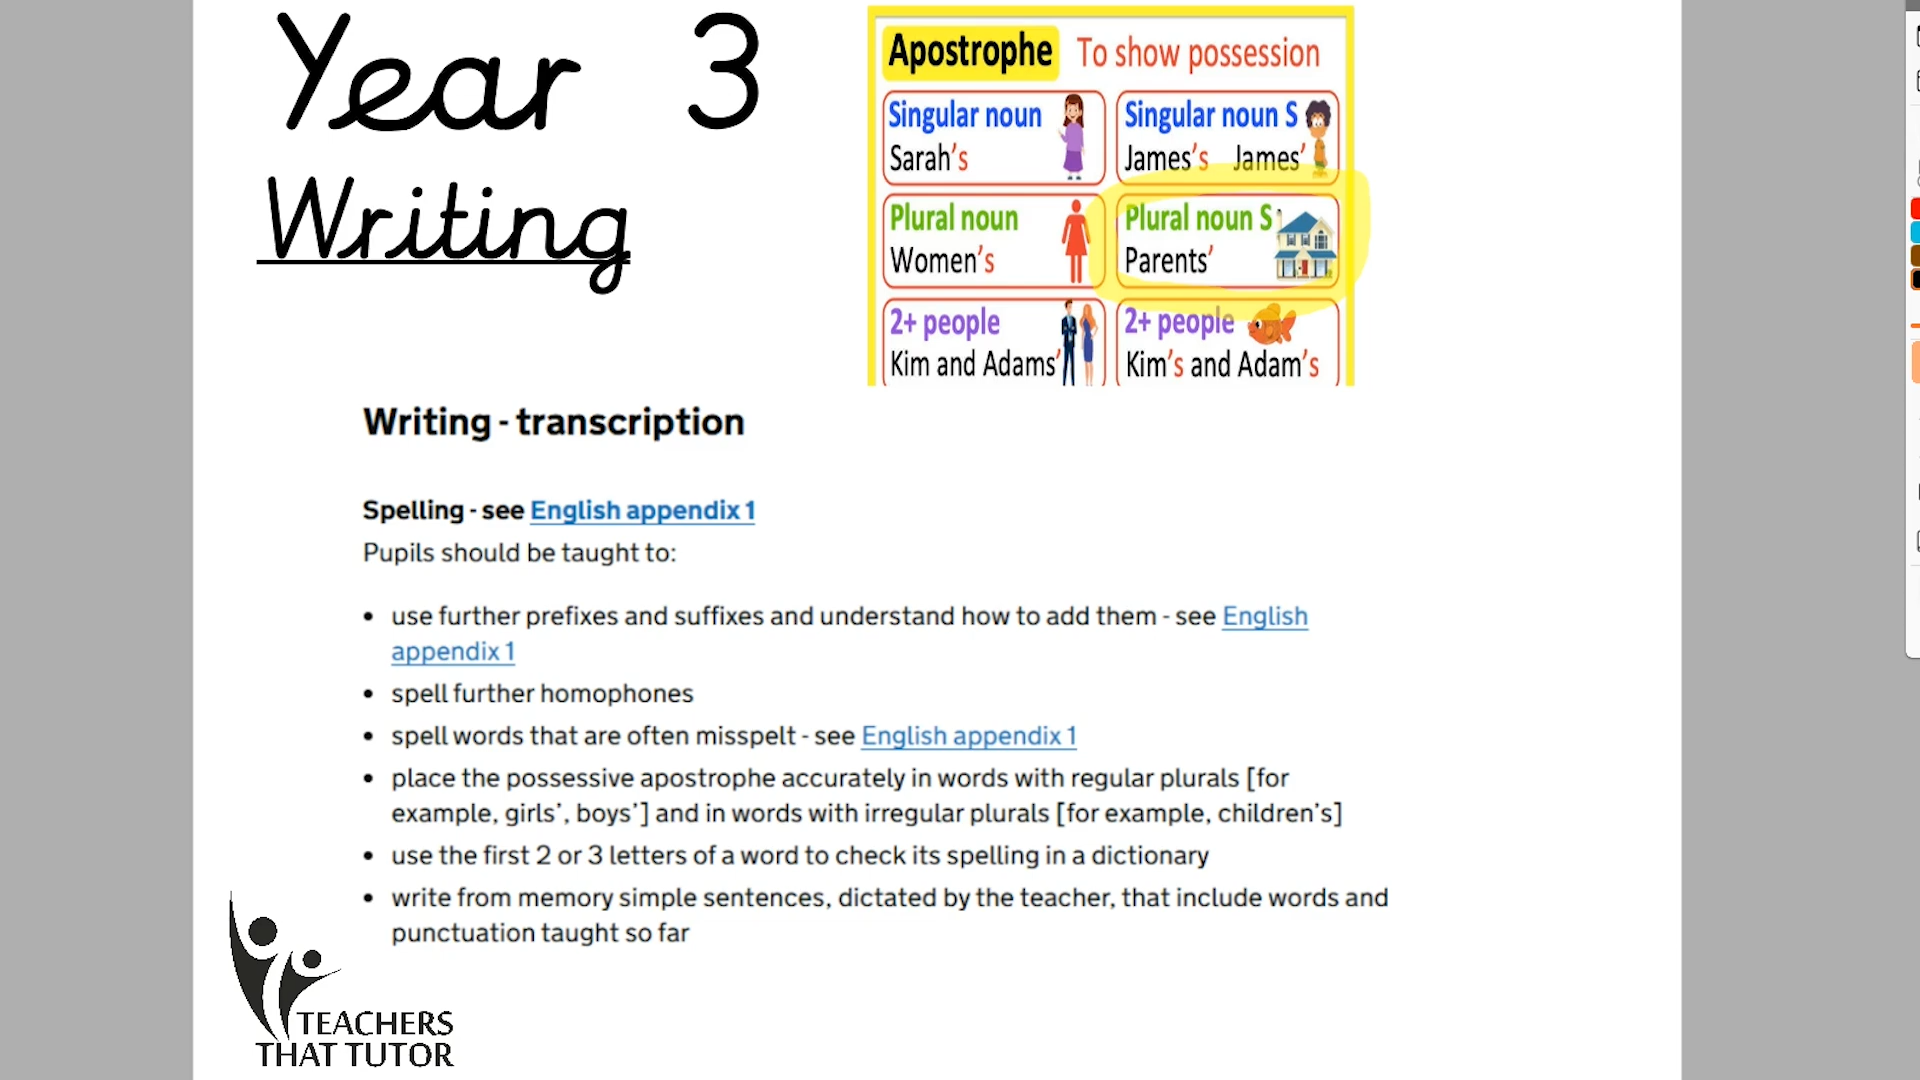 Year 3
Writing
Apostrophe To show possession
Singular noun
Sarah's
Singular noun S
James's James'
Plural noun
Women's
Plural noun S
Parents'
2+ people
Kim and Adams'
2+ people
Kim's and Adam's
Writing - transcription
Spelling - see English appendix 1
Pupils should be taught to:
• use further prefixes and suffixes and understand how to add them - see English
appendix 1
• spell further homophones
• spell words that are often misspelt - see English appendix 1
• place the possessive apostrophe accurately in words with regular plurals [for
example, girls’, boys’] and in words with irregular plurals [for example, children’s]
• use the first 2 or 3 letters of a word to check its spelling in a dictionary
• write from memory simple sentences, dictated by the teacher, that include words and
punctuation taught so far
TEACHERS
THAT TUTOR